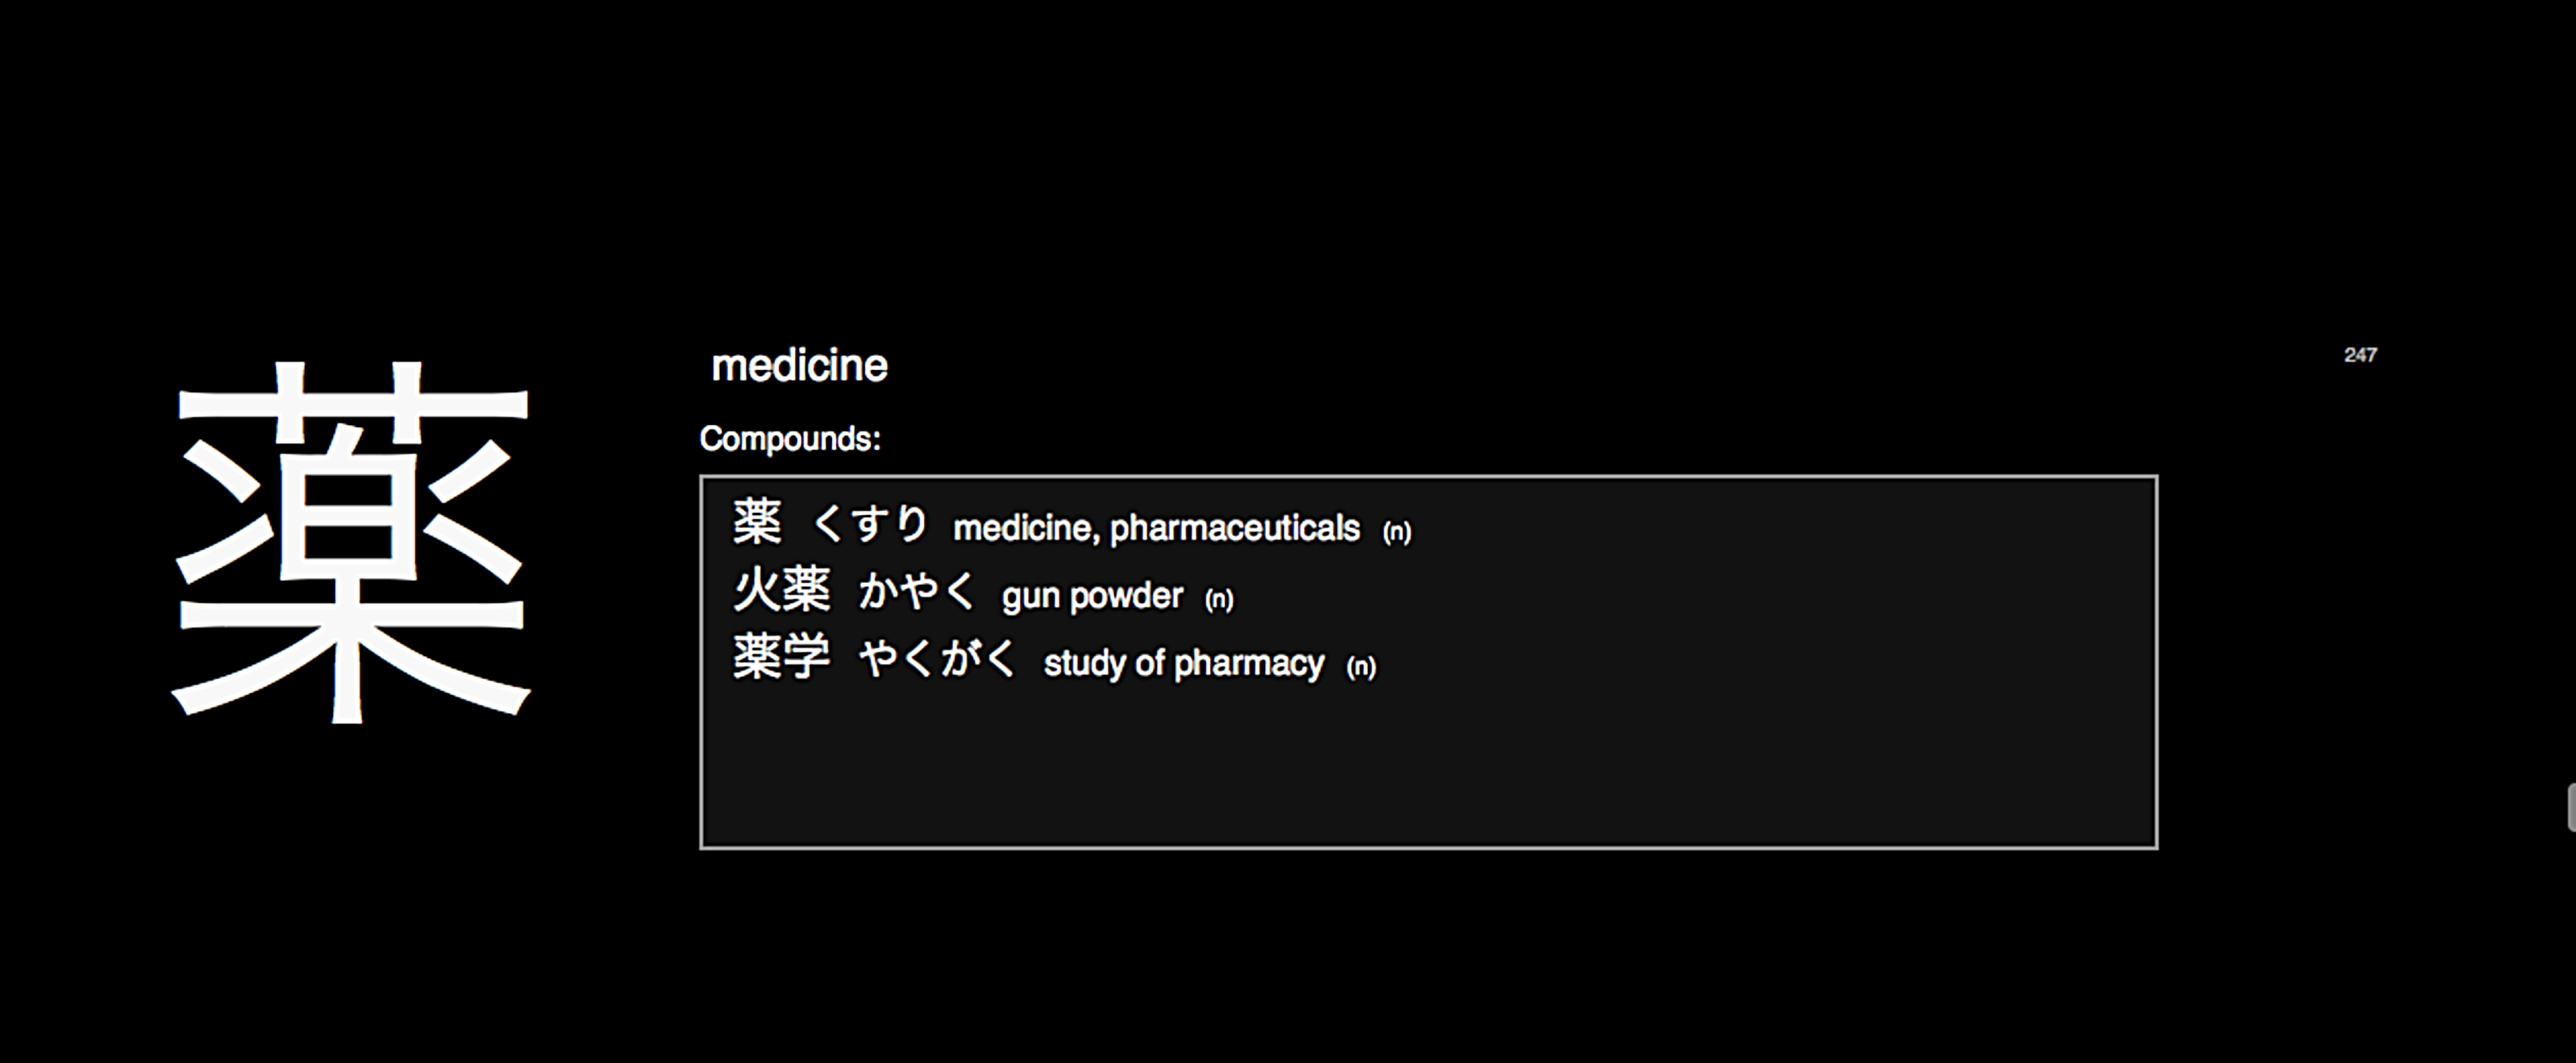 薬
medicine
247
Compounds:
薬 くすり medicine, pharmaceuticals (n)
火薬 かやく gun powder (n)
薬学 やくがく study of pharmacy (n)